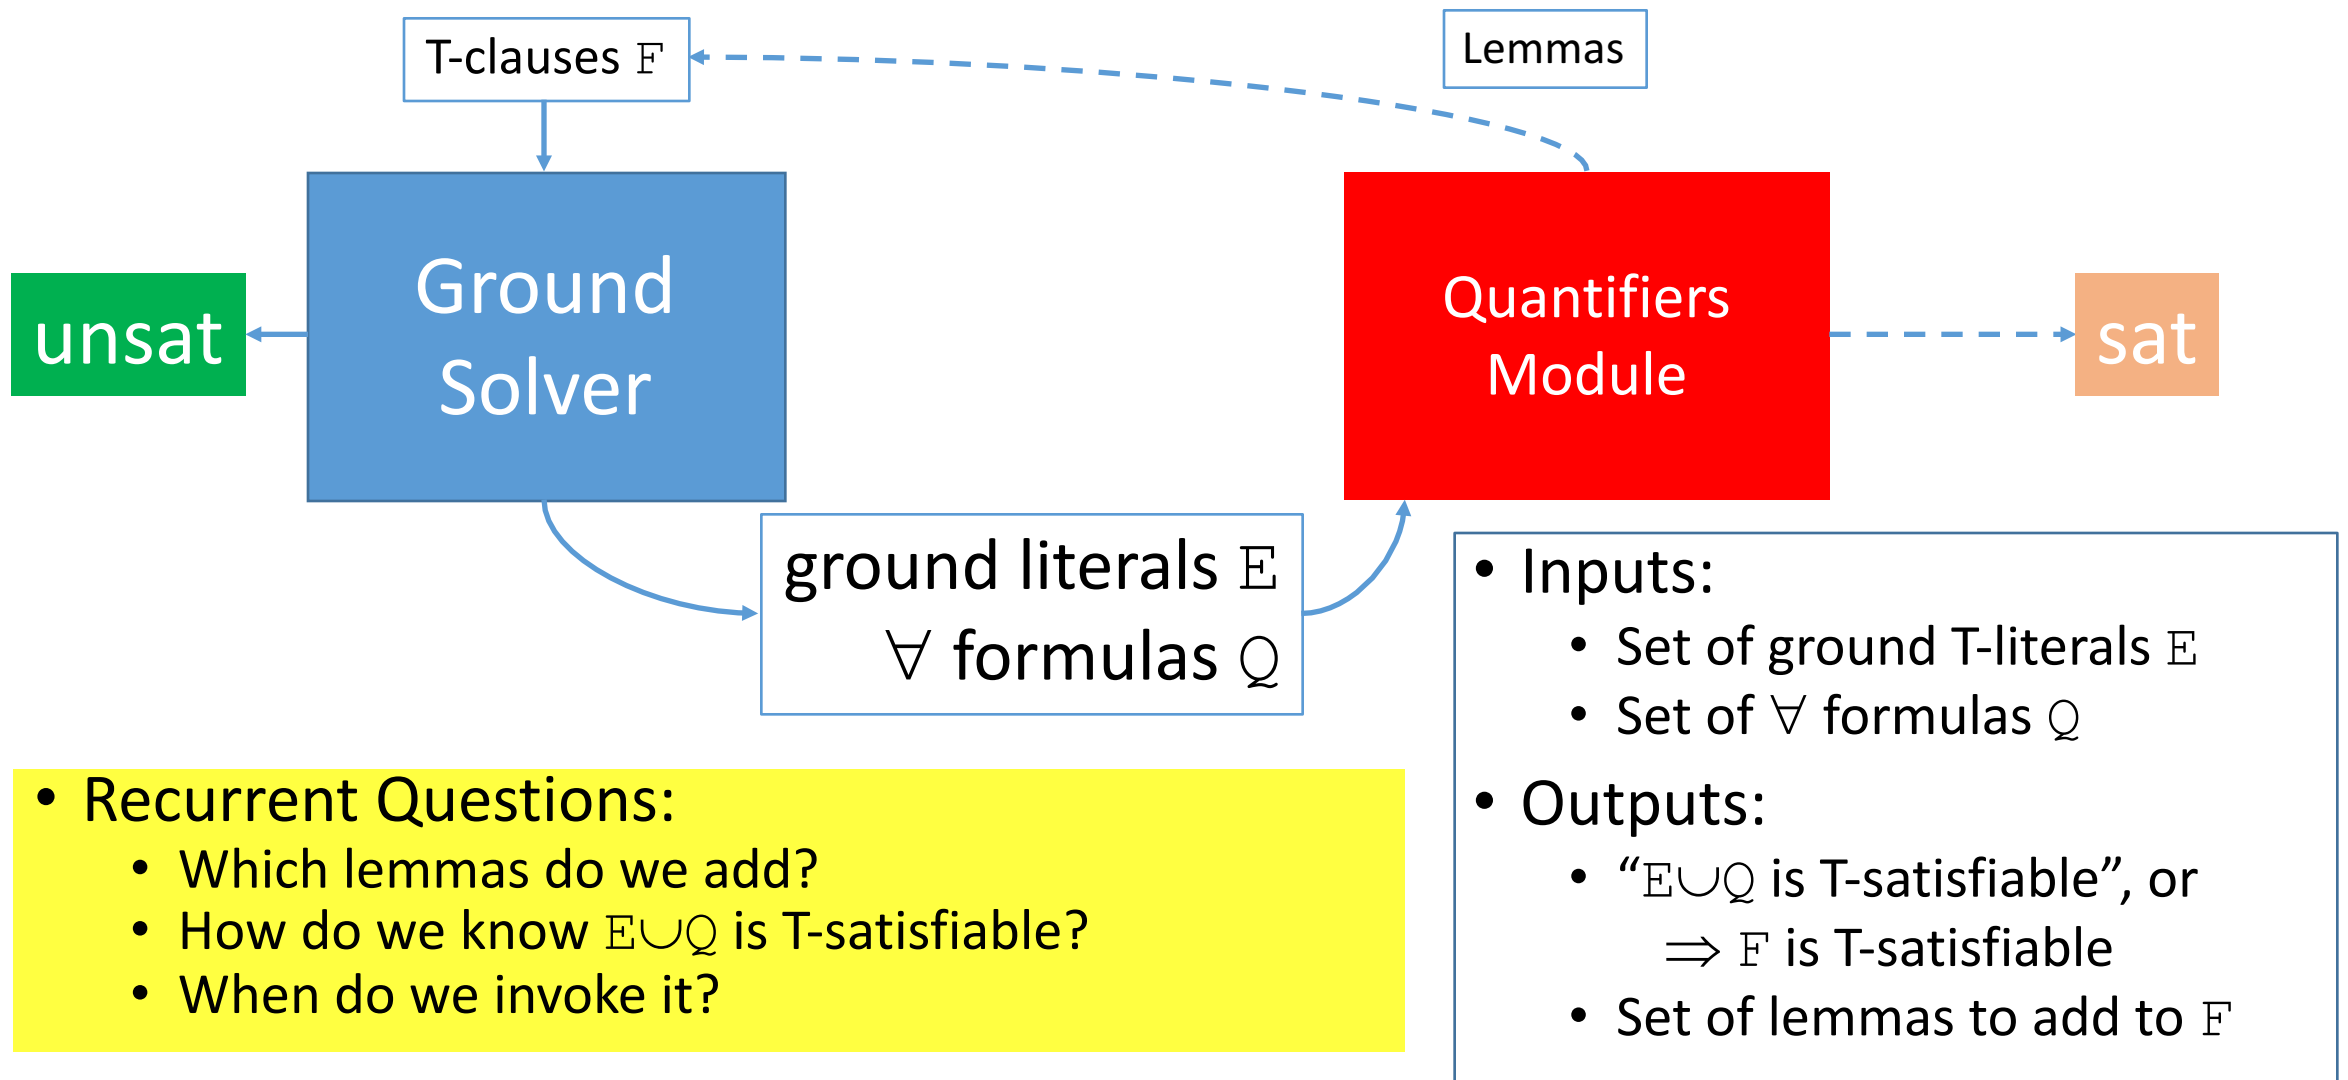 T-clauses F
Lemmas
Ground
Solver
Quantifiers
Module
unsat
sat
ground literals E
∀ formulas Q
• Inputs:
• Set of ground T-literals E
• Set of ∀ formulas Q
• Outputs:
• “E∪Q is T-satisfiable”, or
⇒ F is T-satisfiable
• Set of lemmas to add to F
• Recurrent Questions:
• Which lemmas do we add?
• How do we know E∪Q is T-satisfiable?
• When do we invoke it?